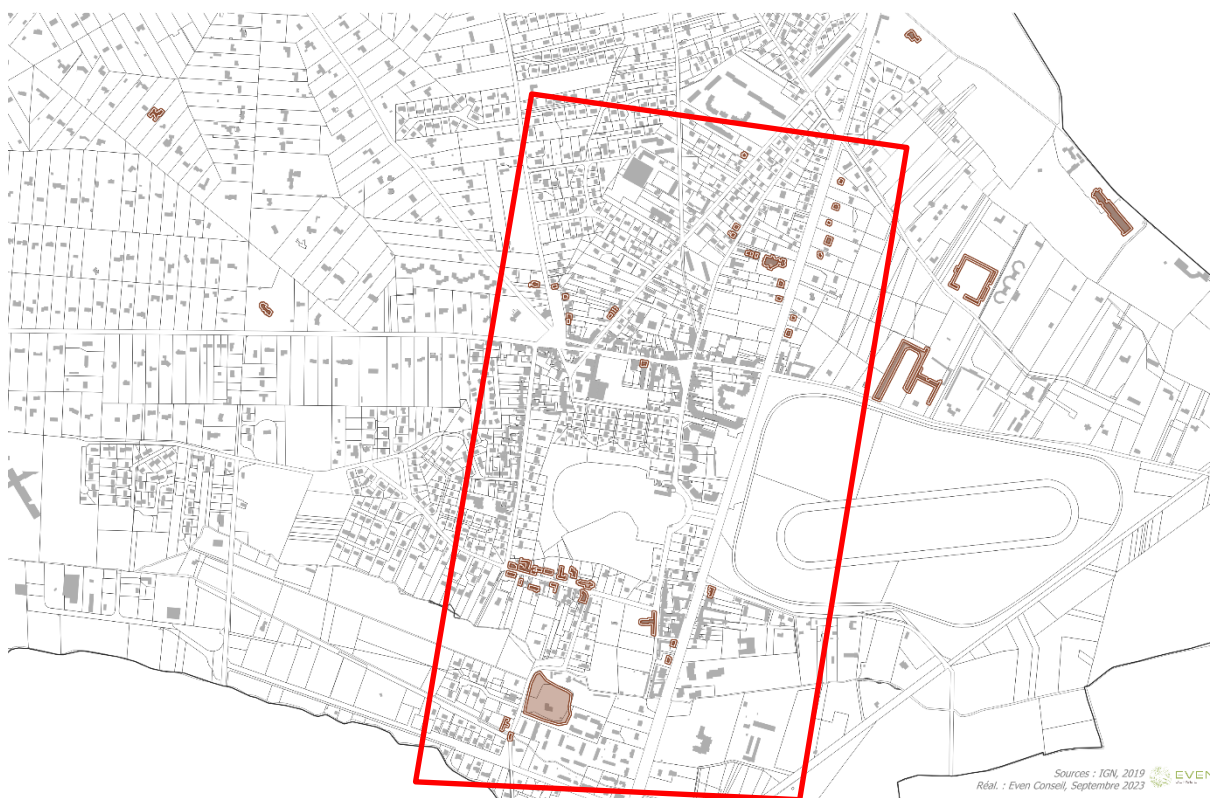 Sources : IGN, 2019
Réal. : Even Conseil, Septembre 2023
EVEN